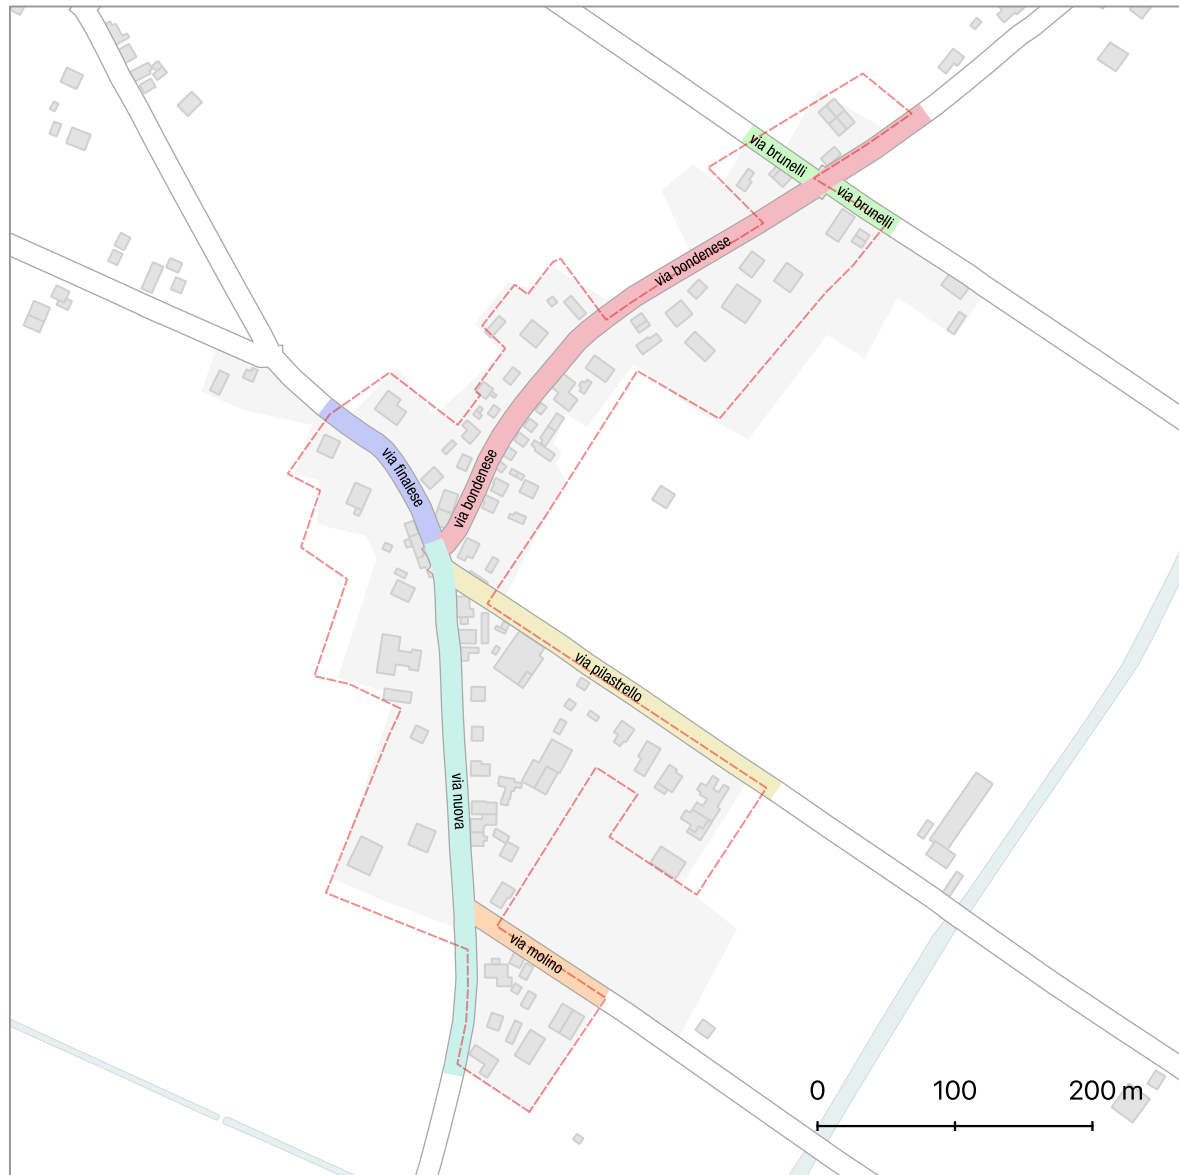 via brunelli
via brunelli
via bondenese
via finalese
via bondenese
via pilastrello
via nuova
via molino
0 100 200 m